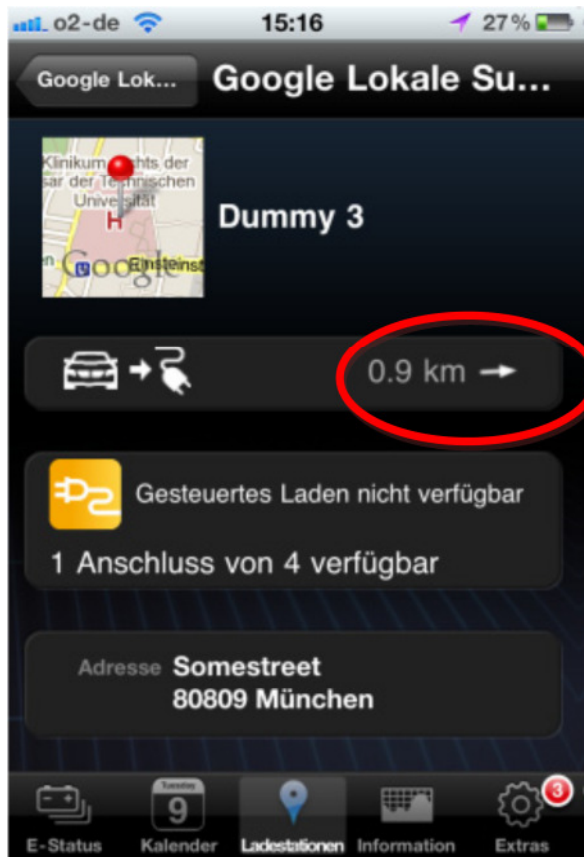 o2-de 15:16 27%
Google Lok... Google Lokale Su...
Klinikum
sar der Technischen
Universität
H
Google
Einsteinst
Dummy 3
0.9 km
Gesteuertes Laden nicht verfügbar
1 Anschluss von 4 verfügbar
Adresse Somestreet
80809 München
Tuesday
9
3
E-Status Kalender Ladestationen Information Extras